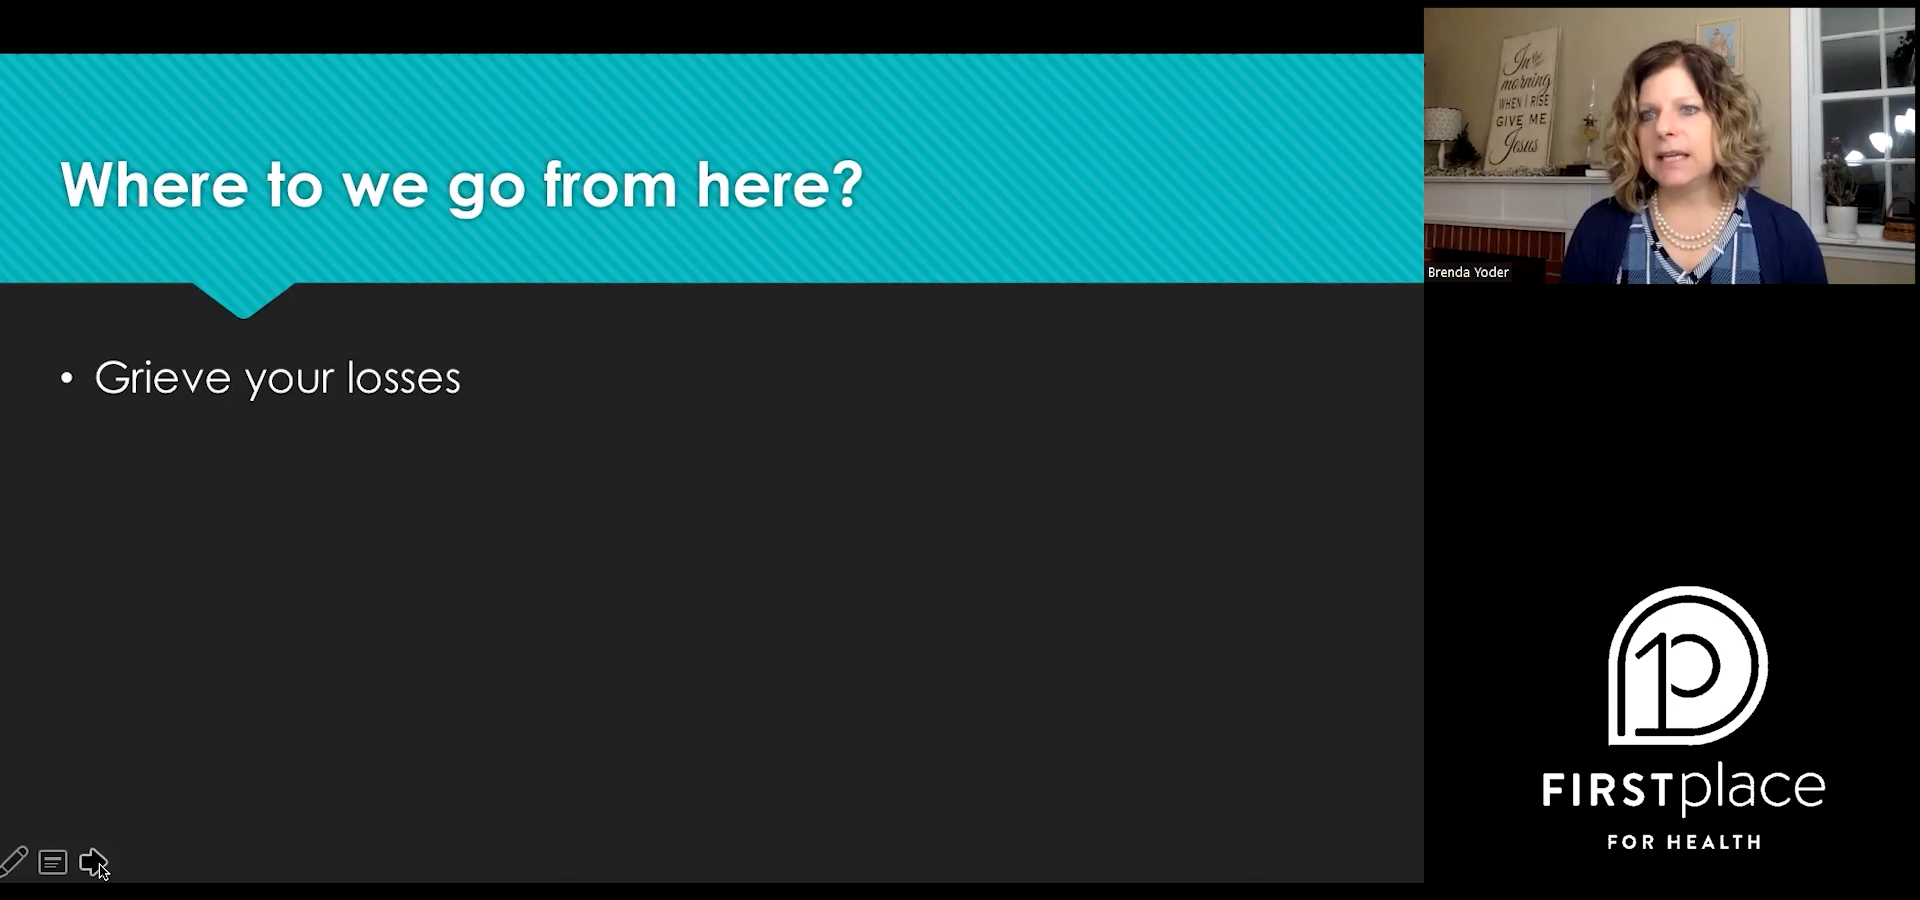 Where to we go from here?
• Grieve your losses
In the
morning
WHEN I RISE
GIVE ME
Jesus
Brenda Yoder
FIRSTplace
FOR HEALTH